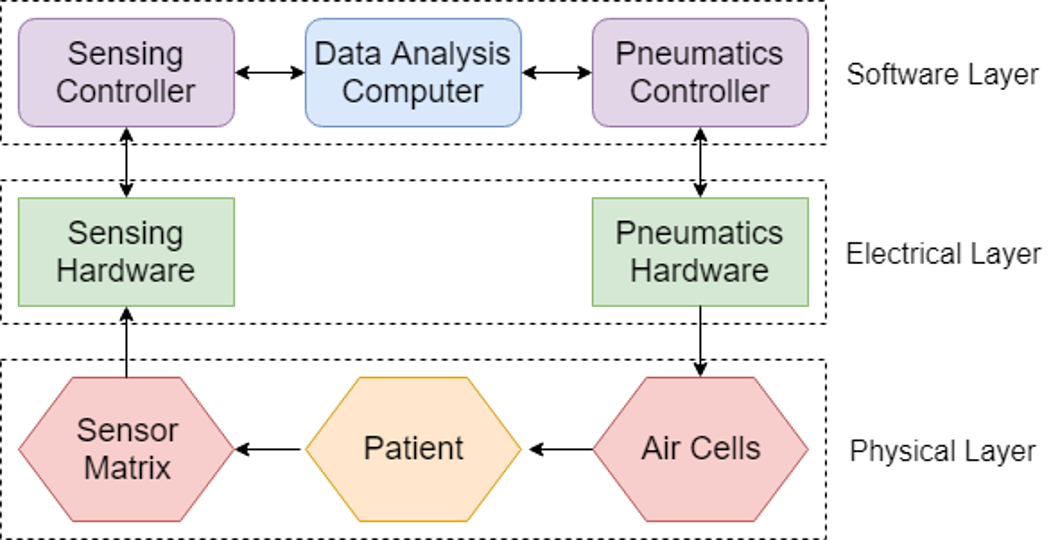 Sensing
Controller
Data Analysis
Computer
Pneumatics
Controller
Software Layer
Sensing
Hardware
Pneumatics
Hardware
Electrical Layer
Sensor
Matrix
Patient
Air Cells
Physical Layer